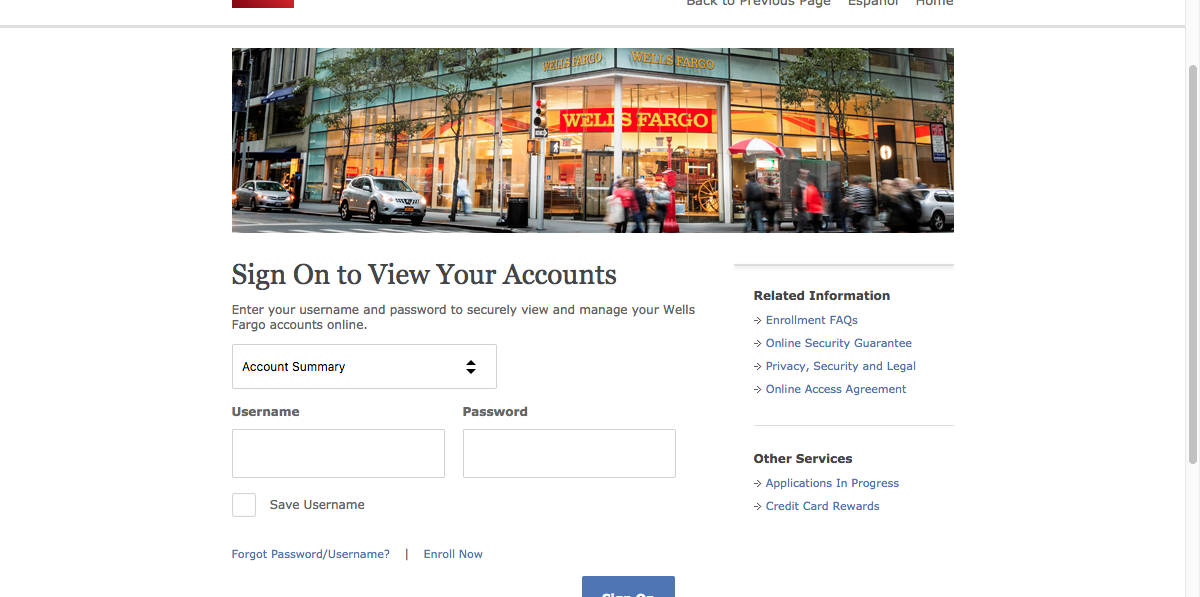 Back to Previous Page Español Home
WELLS FARGO WELLS FARGO
WELLS FARGO
Sign On to View Your Accounts
Enter your username and password to securely view and manage your Wells
Fargo accounts online.
Account Summary
Username Password
Save Username
Forgot Password/Username? | Enroll Now
Sign On
Related Information
Enrollment FAQs
Online Security Guarantee
Privacy, Security and Legal
Online Access Agreement
Other Services
Applications In Progress
Credit Card Rewards